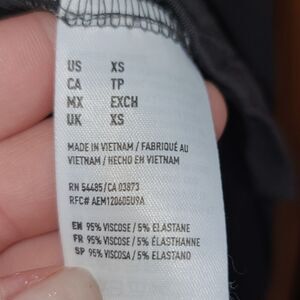 US XS
CA TP
MX EXCH
UK XS
MADE IN VIETNAM / FABRIQUÉ AU
VIETNAM / HECHO EN VIETNAM
RN 54485/CA 03873
RFC# AEM120605U9A
EN 95% VISCOSE / 5% ELASTANE
FR 95% VISCOSE / 5% ÉLASTHANNE
SP 95% VISCOSA / 5% ELASTANO